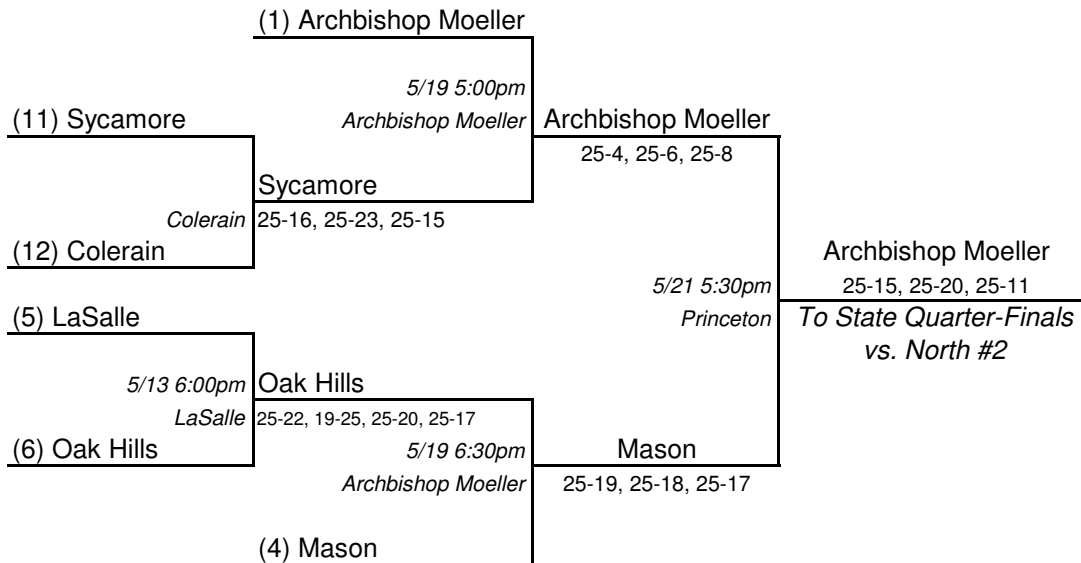 (1) Archbishop Moeller
5/19 5:00pm
(11) Sycamore
Archbishop Moeller
Archbishop Moeller
25-4, 25-6, 25-8
Sycamore
Colerain
25-16, 25-23, 25-15
(12) Colerain
Archbishop Moeller
5/21 5:30pm
25-15, 25-20, 25-11
(5) LaSalle
Princeton
To State Quarter-Finals
vs. North #2
5/13 6:00pm
Oak Hills
LaSalle
25-22, 19-25, 25-20, 25-17
(6) Oak Hills
5/19 6:30pm
Mason
Archbishop Moeller
25-19, 25-18, 25-17
(4) Mason